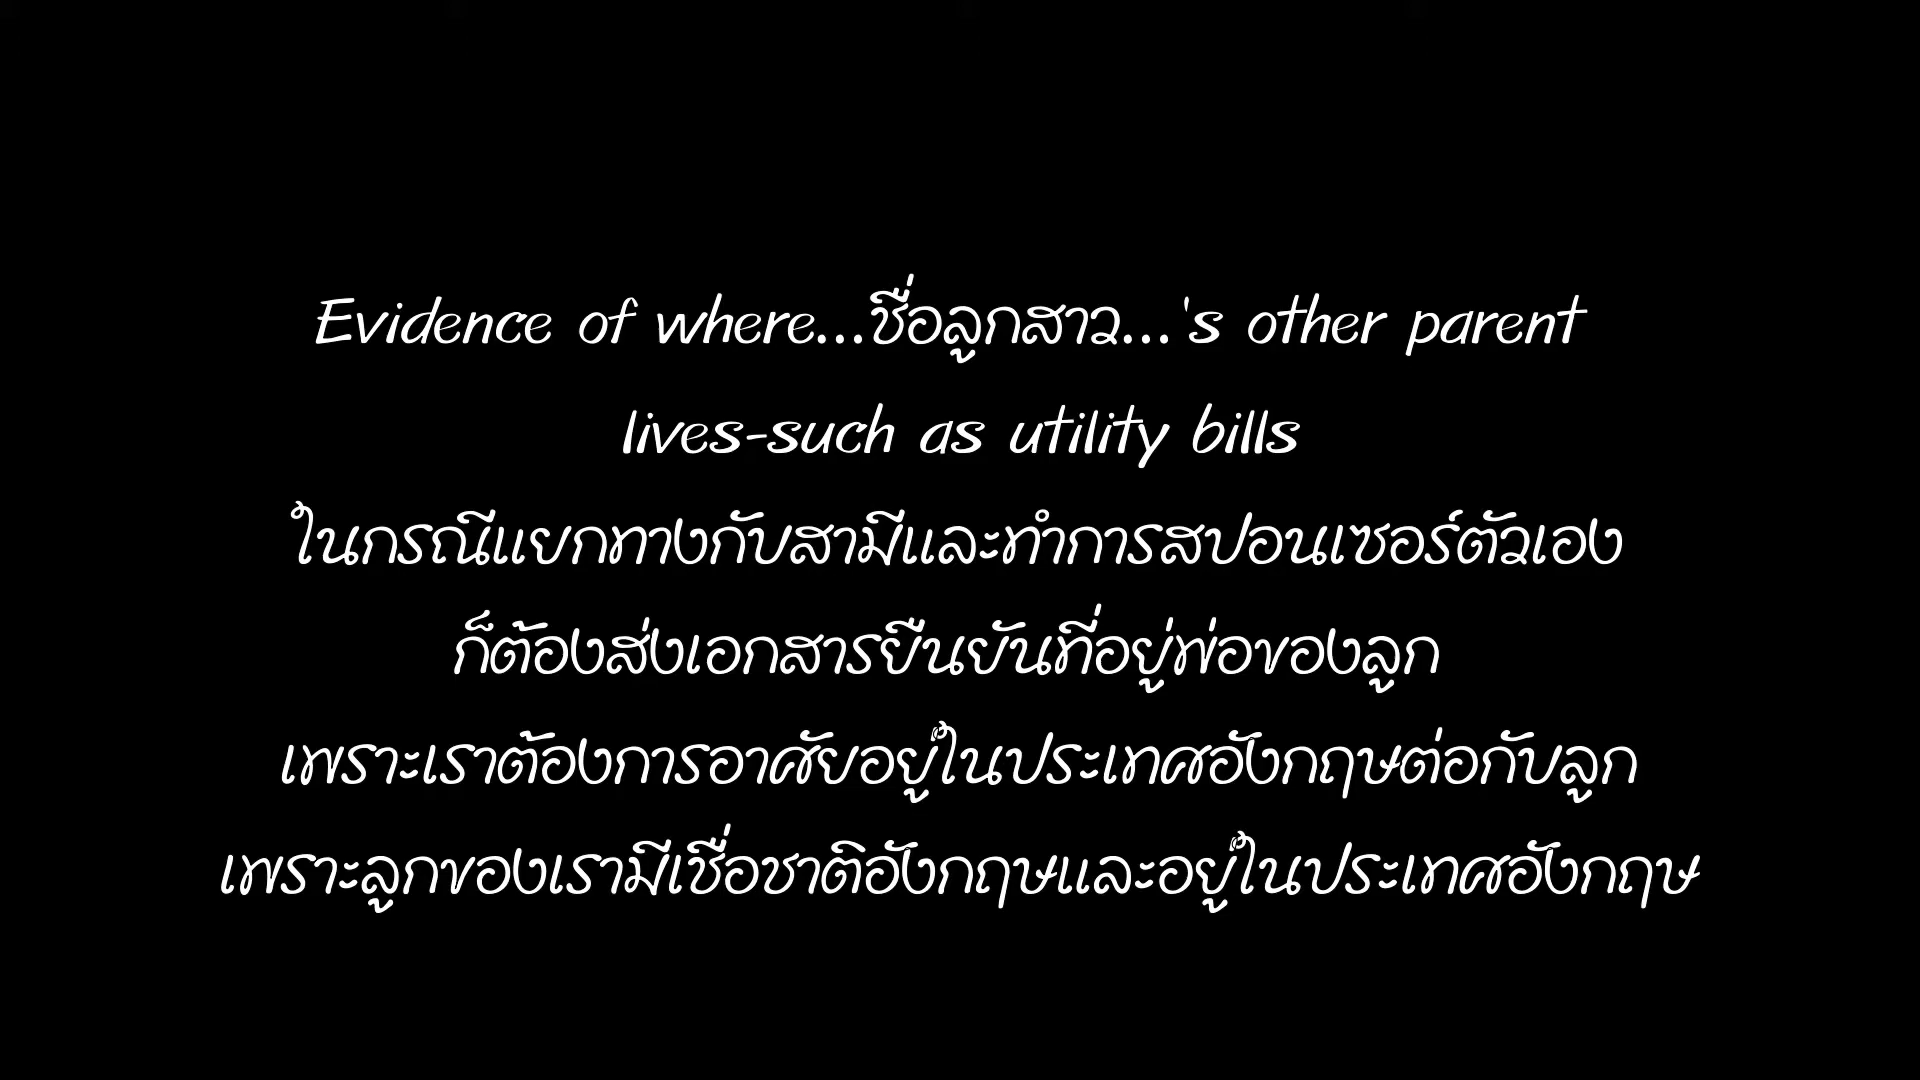 Evidence of where...ชื่อลูกสาว...'s other parent
lives-such as utility bills
ในกรณีแยกทางกับสามีและทำการสปอนเซอร์ตัวเอง
ก็ต้องส่งเอกสารยืนยันที่อยู่พ่อของลูก
เพราะเราต้องการอาศัยอยู่ในประเทศอังกฤษต่อกับลูก
เพราะลูกของเรามีเชื่อชาติอังกฤษและอยู่ในประเทศอังกฤษ